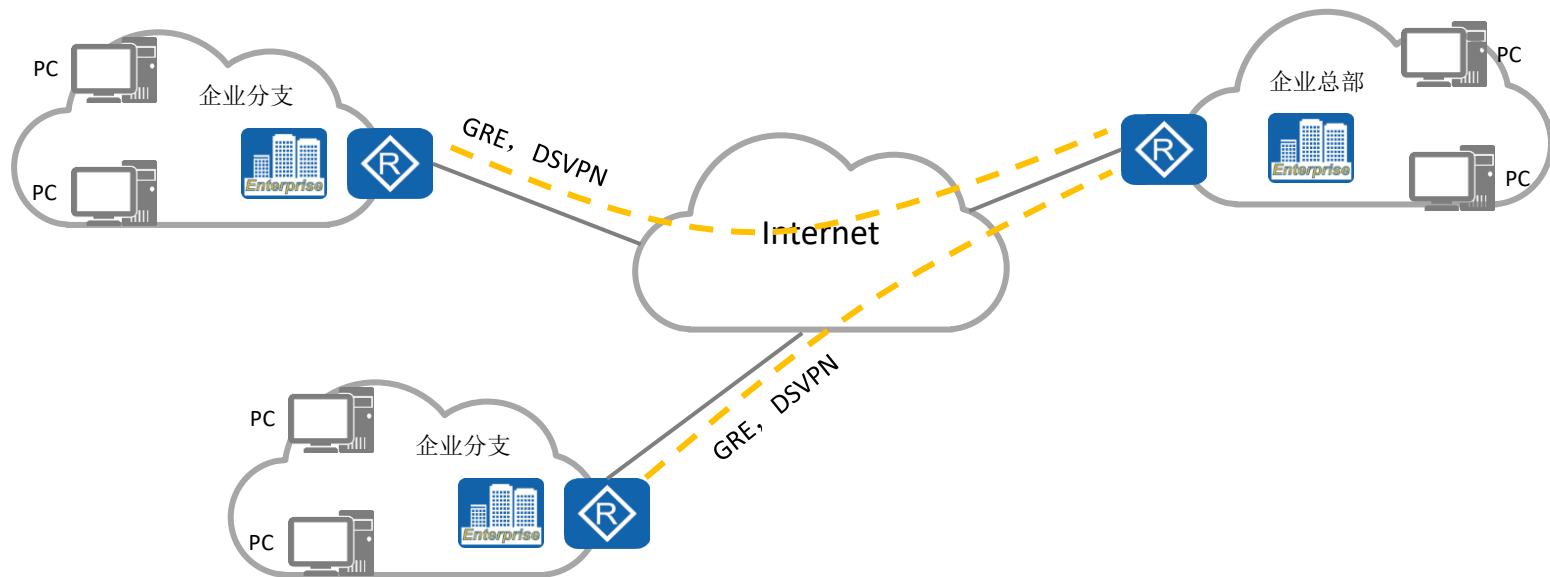 PC
企业分支
Enterprise
PC
GRE，DSVPN
Internet
企业总部
PC
Enterprise
PC
GRE，DSVPN
PC
企业分支
Enterprise
PC
R
R
R